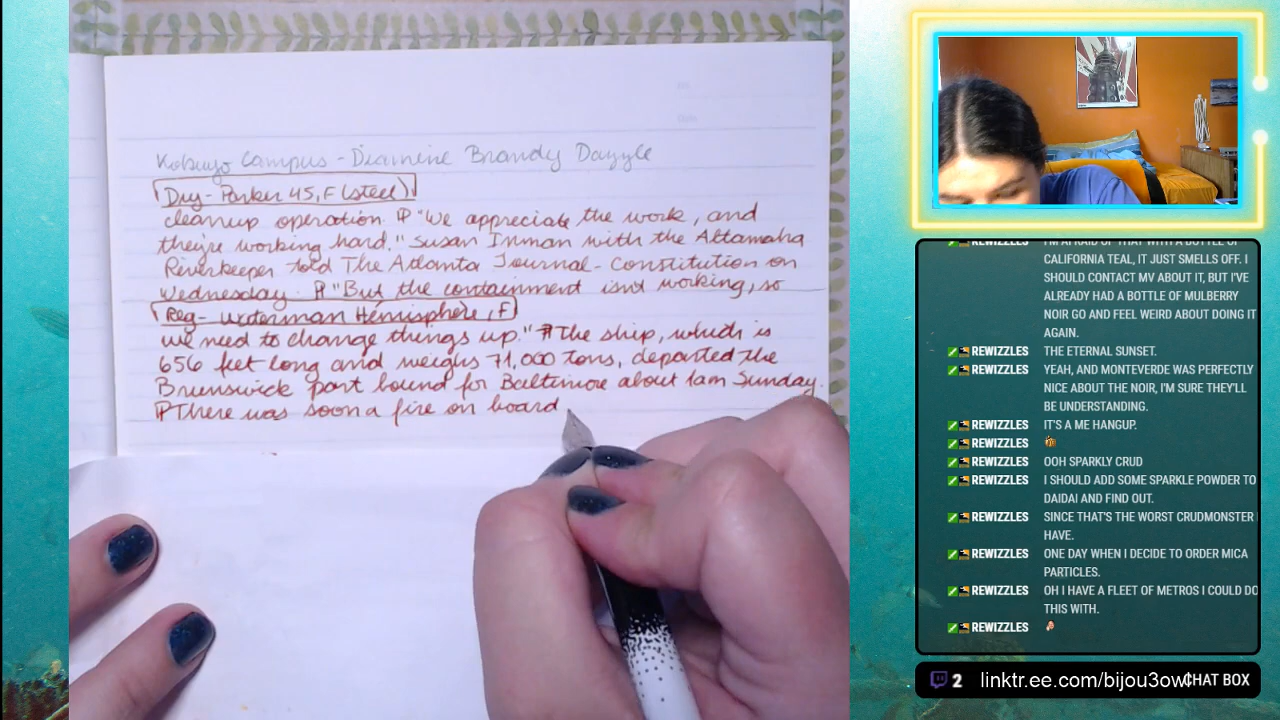 Kobuyo Campus - Diamine Brandy Dazzle
Dry - Parker 45, F (steel)
cleanup operation. ¶ "We appreciate the work, and
they're working hard." Susan Inman with the Altamaha
Riverkeeper told The Atlanta Journal-Constitution on
Wednesday. ¶ "But the containment isn't working, so
Reg - Waterman Hémisphère, F
we need to change things up." ¶ The ship, which is
656 feet long and weighs 71,000 tons, departed the
Brunswick port bound for Baltimore about 1am Sunday.
¶ There was soon a fire on board
REWIZZLES I'M AFRAID OF THAT WITH A BOTTLE OF
CALIFORNIA TEAL, IT JUST SMELLS OFF. I
SHOULD CONTACT MV ABOUT IT, BUT I'VE
ALREADY HAD A BOTTLE OF MULBERRY
NOIR GO AND FEEL WEIRD ABOUT DOING IT
AGAIN.
REWIZZLES THE ETERNAL SUNSET.
REWIZZLES YEAH, AND MONTEVERDE WAS PERFECTLY
NICE ABOUT THE NOIR, I'M SURE THEY'LL
BE UNDERSTANDING.
REWIZZLES IT'S A ME HANGUP.
REWIZZLES
REWIZZLES OOH SPARKLY CRUD
REWIZZLES I SHOULD ADD SOME SPARKLE POWDER TO
DAIDAI AND FIND OUT.
REWIZZLES SINCE THAT'S THE WORST CRUDMONSTER I
HAVE.
REWIZZLES ONE DAY WHEN I DECIDE TO ORDER MICA
PARTICLES.
REWIZZLES OH I HAVE A FLEET OF METROS I COULD DO
THIS WITH.
REWIZZLES
2 linktr.ee.com/bijou3owl CHAT BOX